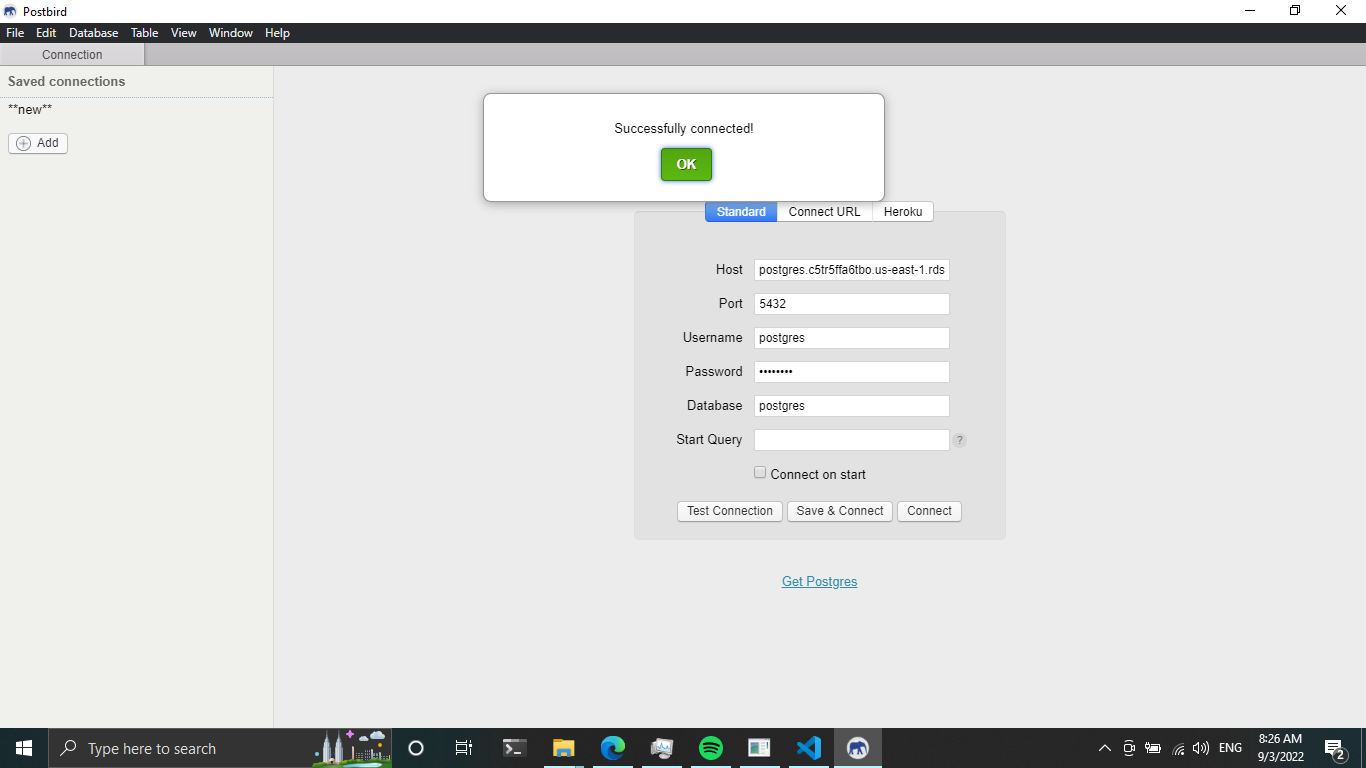 Postbird
File Edit Database Table View Window Help
Connection
Saved connections
**new**
Add
Successfully connected!
OK
Standard Connect URL Heroku
Host postgres.c5tr5ffa6tbo.us-east-1.rds
Port 5432
Username postgres
Password ••••••••
Database postgres
Start Query ?
Connect on start
Test Connection Save & Connect Connect
Get Postgres
Type here to search
ENG
8:26 AM
9/3/2022
2